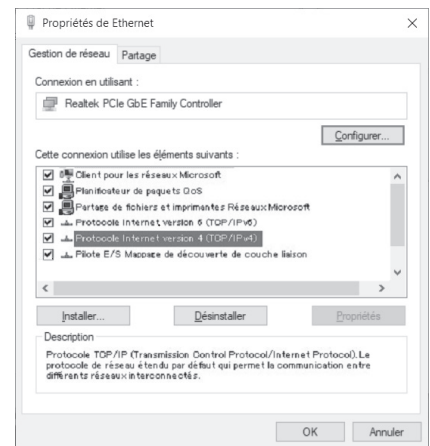 Propriétés de Ethernet
Gestion de réseau Partage
Connexion en utilisant :
Realtek PCIe GbE Family Controller
Configurer...
Cette connexion utilise les éléments suivants :
Client pour les réseaux Microsoft
Planificateur de paquets QoS
Partage de fichiers et imprimantes Réseaux Microsoft
Protocole Internet version 6 (TCP/IPv6)
Protocole Internet version 4 (TCP/IPv4)
Pilote E/S Mappage de découverte de couche liaison
Installer... Désinstaller Propriétés
Description
Protocole TCP/IP (Transmission Control Protocol/Internet Protocol). Le
protocole de réseau étendu par défaut qui permet la communication entre
différents réseaux interconnectés.
OK Annuler